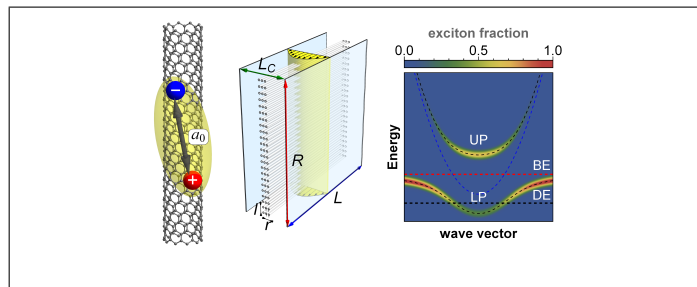 −
a0
+
LC
R
L
l
r
exciton fraction
0.0 0.5 1.0
Energy
UP
BE
LP
DE
wave vector